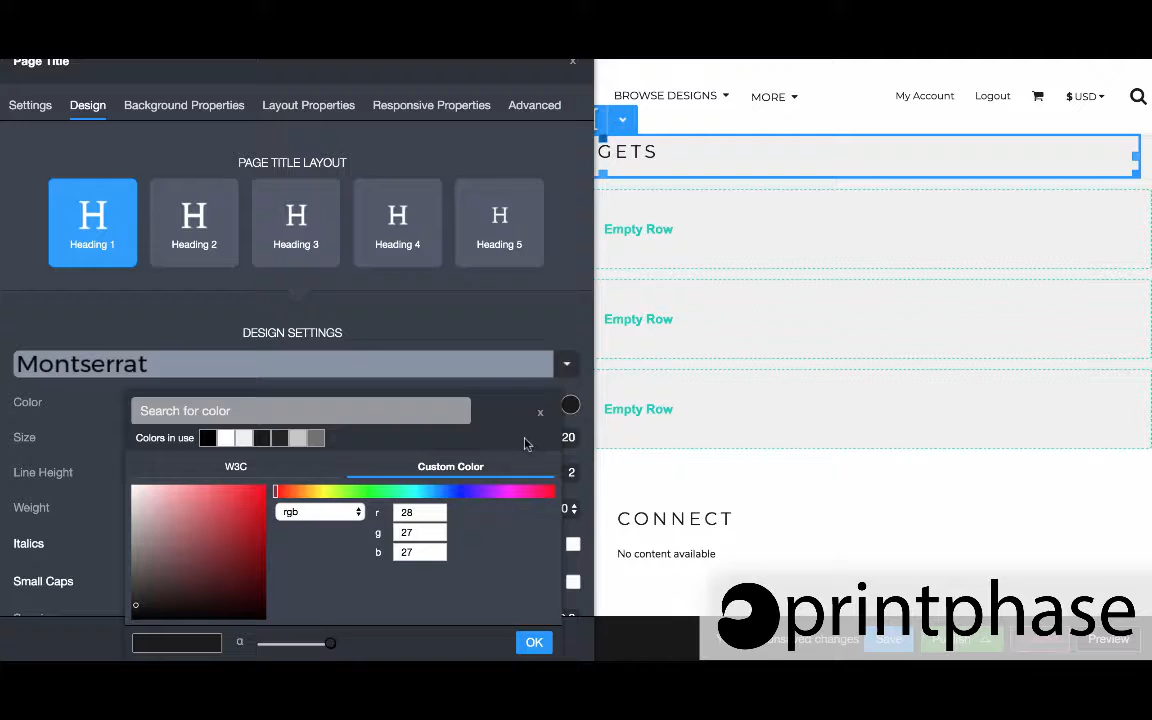 Page Title
x
Settings
Design
Background Properties
Layout Properties
Responsive Properties
Advanced
PAGE TITLE LAYOUT
H
Heading 1
H
Heading 2
H
Heading 3
H
Heading 4
H
Heading 5
DESIGN SETTINGS
Montserrat
Color
Search for color
x
Size
Colors in use
20
W3C
Custom Color
Line Height
2
Weight
rgb
r
28
g
27
b
27
Italics
Small Caps
α
OK
BROWSE DESIGNS
MORE
My Account
Logout
$ USD
GETS
Empty Row
Empty Row
Empty Row
CONNECT
No content available
printphase
changes
Save
Preview